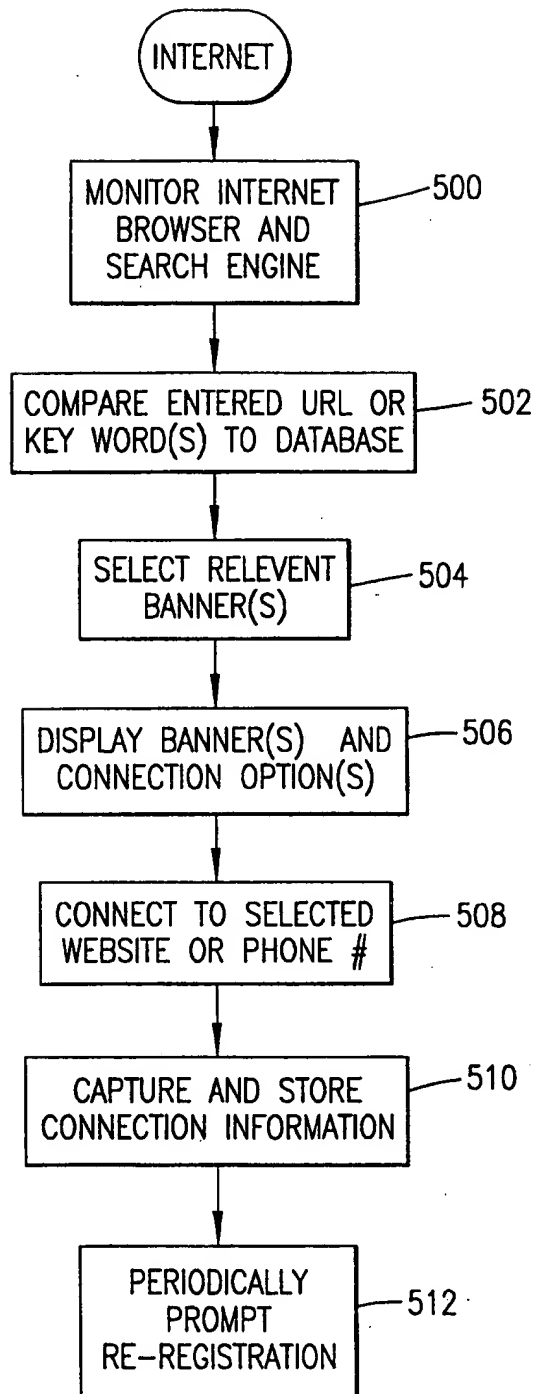 INTERNET
MONITOR INTERNET
BROWSER AND
SEARCH ENGINE
500
COMPARE ENTERED URL OR
KEY WORD(S) TO DATABASE
502
SELECT RELEVENT
BANNER(S)
504
DISPLAY BANNER(S) AND
CONNECTION OPTION(S)
506
CONNECT TO SELECTED
WEBSITE OR PHONE #
508
CAPTURE AND STORE
CONNECTION INFORMATION
510
PERIODICALLY
PROMPT
RE-REGISTRATION
512